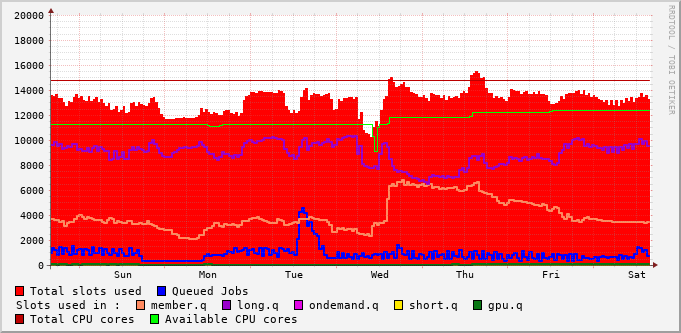 20000
18000
16000
14000
12000
10000
8000
6000
4000
2000
0
Sun Mon Tue Wed Thu Fri Sat
RRDTOOL / TOBI OETIKER
Total slots used Queued Jobs
Slots used in : member.q long.q ondemand.q short.q gpu.q
Total CPU cores Available CPU cores